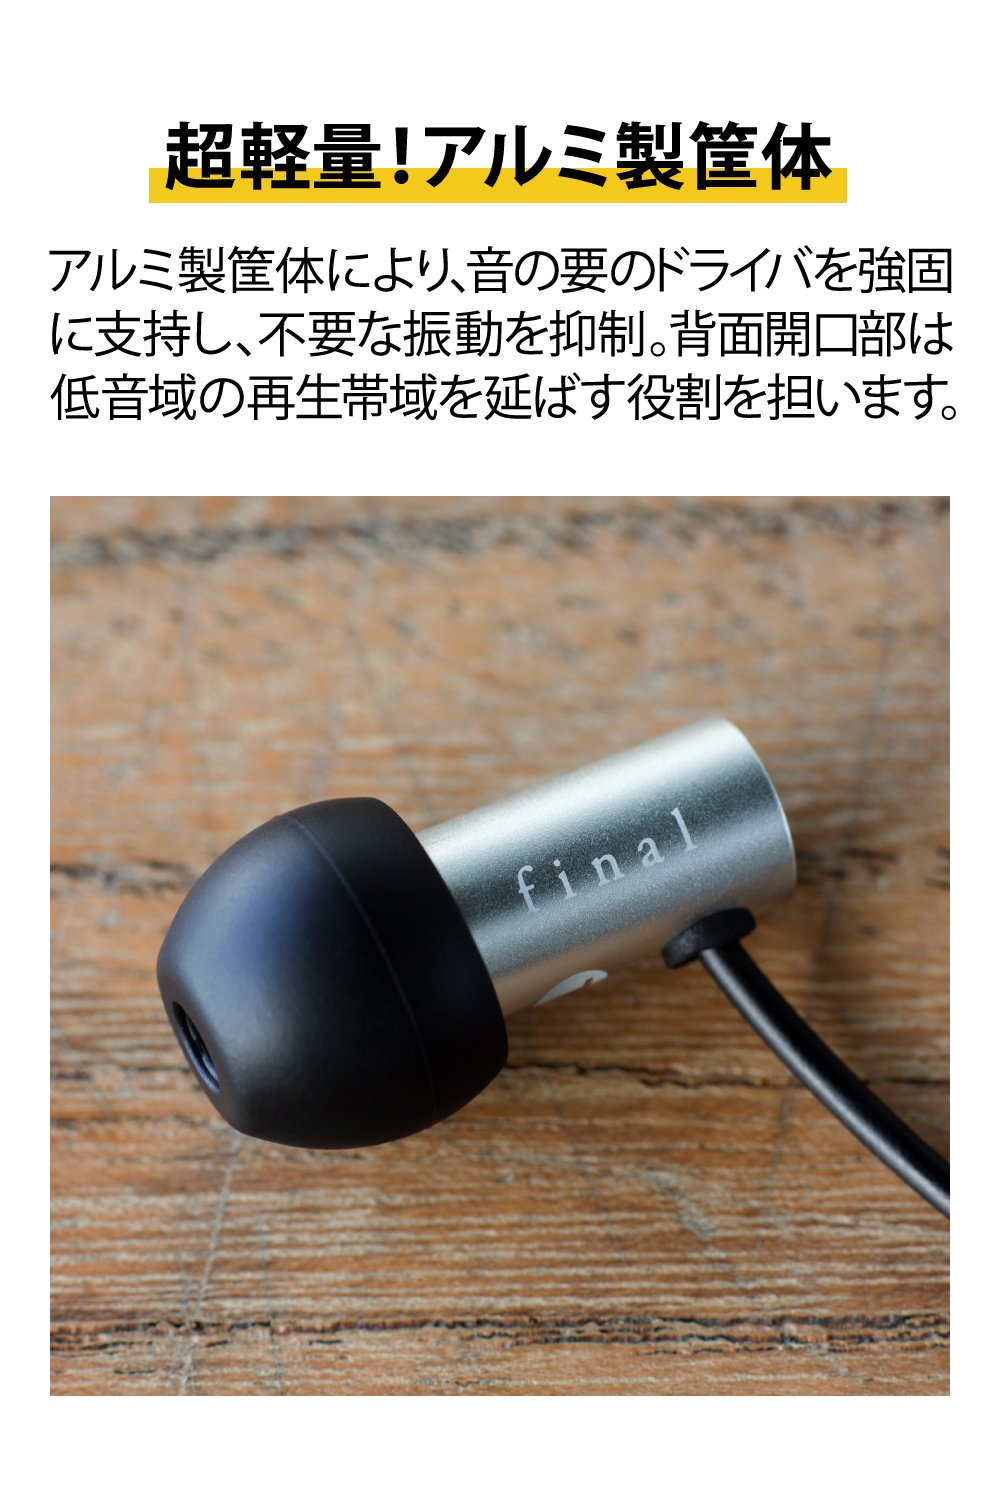 超軽量！アルミ製筐体
アルミ製筐体により、音の要のドライバを強固
に支持し、不要な振動を抑制。背面開口部は
低音域の再生帯域を延ばす役割を担います。
final